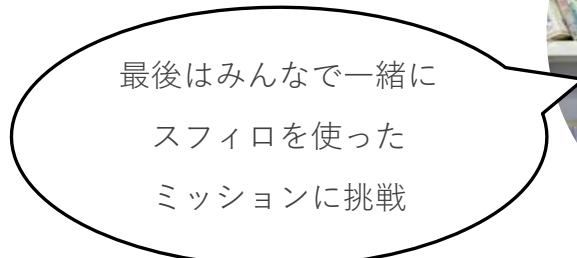 最後はみんなで一緒に
スフィロを使った
ミッションに挑戦